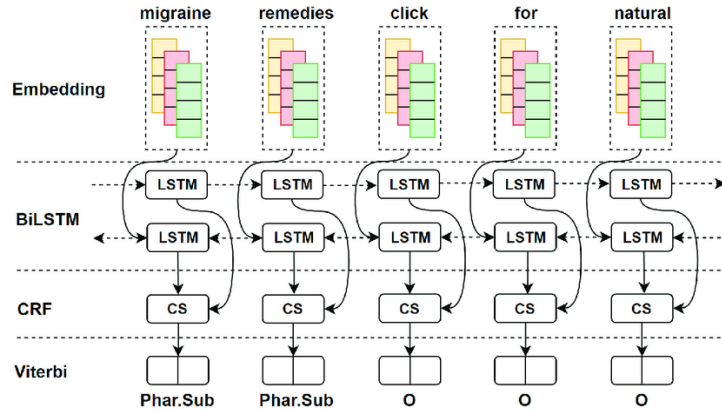 migraine remedies click for natural
Embedding
LSTM LSTM LSTM LSTM LSTM
BiLSTM
LSTM LSTM LSTM LSTM LSTM
CRF CS CS CS CS CS
Viterbi
Phar.Sub Phar.Sub O O O